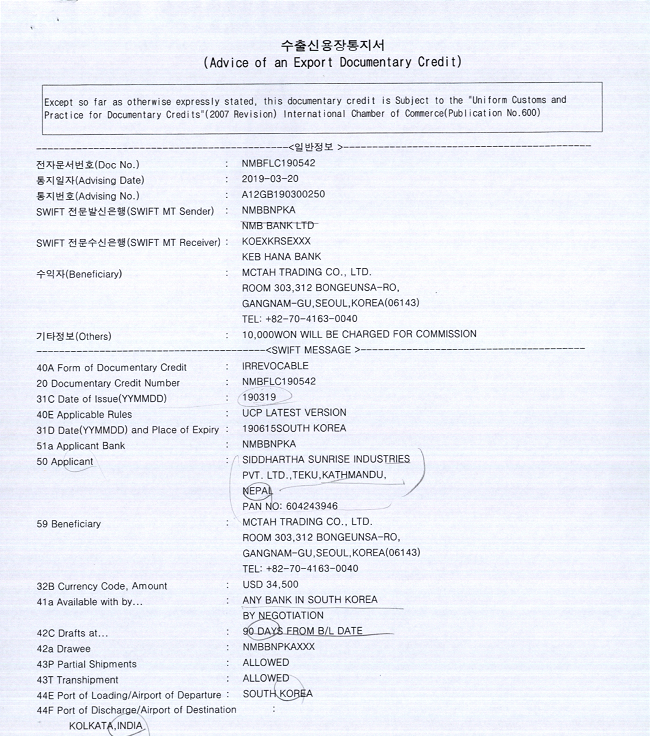 수출신용장통지서
(Advice of an Export Documentary Credit)
Except so far as otherwise expressly stated, this documentary credit is Subject to the "Uniform Customs and
Practice for Documentary Credits"(2007 Revision) International Chamber of Commerce(Publication No.600)
<일반정보>
전자문서번호(Doc No.) : NMBFLC190542
통지일자(Advising Date) : 2019-03-20
통지번호(Advising No.) : A12GB190300250
SWIFT 전문발신은행(SWIFT MT Sender) : NMBBNPKA
NMB BANK LTD
SWIFT 전문수신은행(SWIFT MT Receiver) : KOEXKRSEXXX
KEB HANA BANK
수익자(Beneficiary) : MCTAH TRADING CO., LTD.
ROOM 303,312 BONGEUNSA-RO,
GANGNAM-GU,SEOUL,KOREA(06143)
TEL: +82-70-4163-0040
기타정보(Others) : 10,000WON WILL BE CHARGED FOR COMMISSION
<SWIFT MESSAGE >
40A Form of Documentary Credit : IRREVOCABLE
20 Documentary Credit Number : NMBFLC190542
31C Date of Issue(YYMMDD) : 190319
40E Applicable Rules : UCP LATEST VERSION
31D Date(YYMMDD) and Place of Expiry : 190615SOUTH KOREA
51a Applicant Bank : NMBBNPKA
50 Applicant : SIDDHARTHA SUNRISE INDUSTRIES
PVT. LTD.,TEKU,KATHMANDU,
NEPAL
PAN NO: 604243946
59 Beneficiary : MCTAH TRADING CO., LTD.
ROOM 303,312 BONGEUNSA-RO,
GANGNAM-GU,SEOUL,KOREA(06143)
TEL: +82-70-4163-0040
32B Currency Code, Amount : USD 34,500
41a Available with by... : ANY BANK IN SOUTH KOREA
BY NEGOTIATION
42C Drafts at... : 90 DAYS FROM B/L DATE
42a Drawee : NMBBNPKAXXX
43P Partial Shipments : ALLOWED
43T Transhipment : ALLOWED
44E Port of Loading/Airport of Departure : SOUTH KOREA
44F Port of Discharge/Airport of Destination :
KOLKATA,INDIA